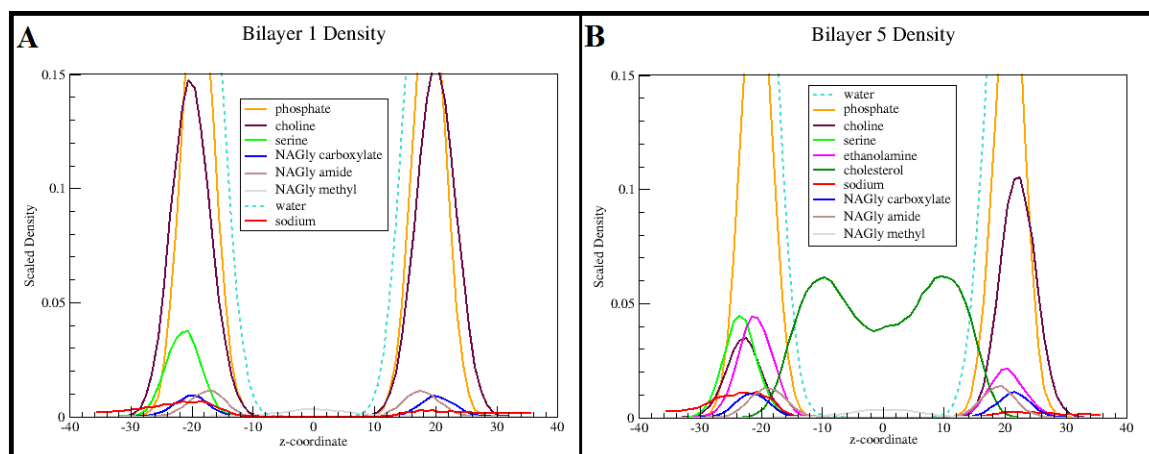 A
Bilayer 1 Density
0.15
0.1
0.05
0
Scaled Density
phosphate
choline
serine
NAGly carboxylate
NAGly amide
NAGly methyl
water
sodium
-40 -30 -20 -10 0 10 20 30 40
z-coordinate
B
Bilayer 5 Density
0.15
0.1
0.05
0
Scaled Density
water
phosphate
choline
serine
ethanolamine
cholesterol
sodium
NAGly carboxylate
NAGly amide
NAGly methyl
-40 -30 -20 -10 0 10 20 30 40
z-coordinate